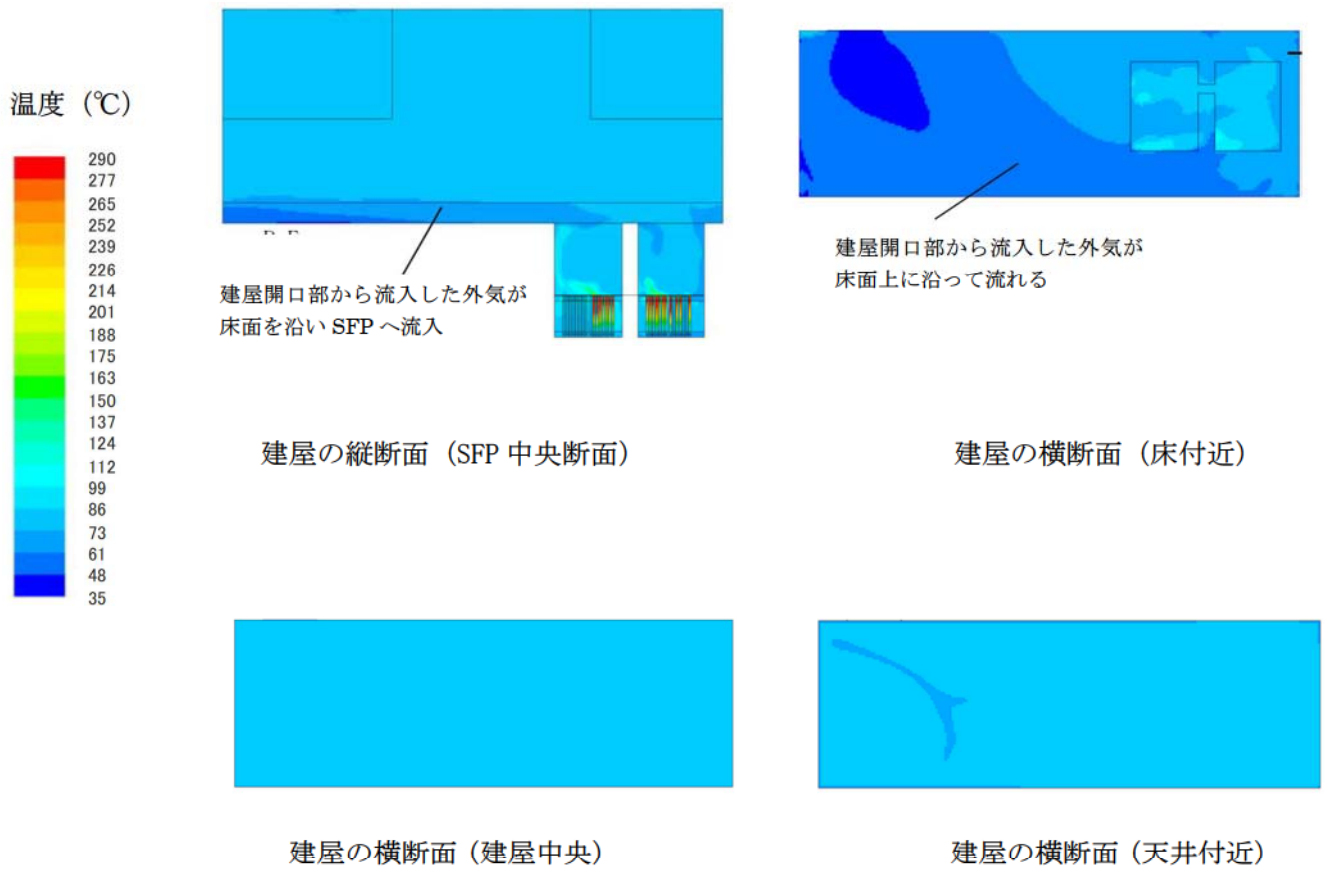 温度（℃）
290
277
265
252
239
226
214
201
188
175
163
150
137
124
112
99
86
73
61
48
35
建屋開口部から流入した外気が
床面を沿い SFP へ流入
建屋の縦断面（SFP 中央断面）
建屋開口部から流入した外気が
床面上に沿って流れる
建屋の横断面（床付近）
建屋の横断面（建屋中央）
建屋の横断面（天井付近）